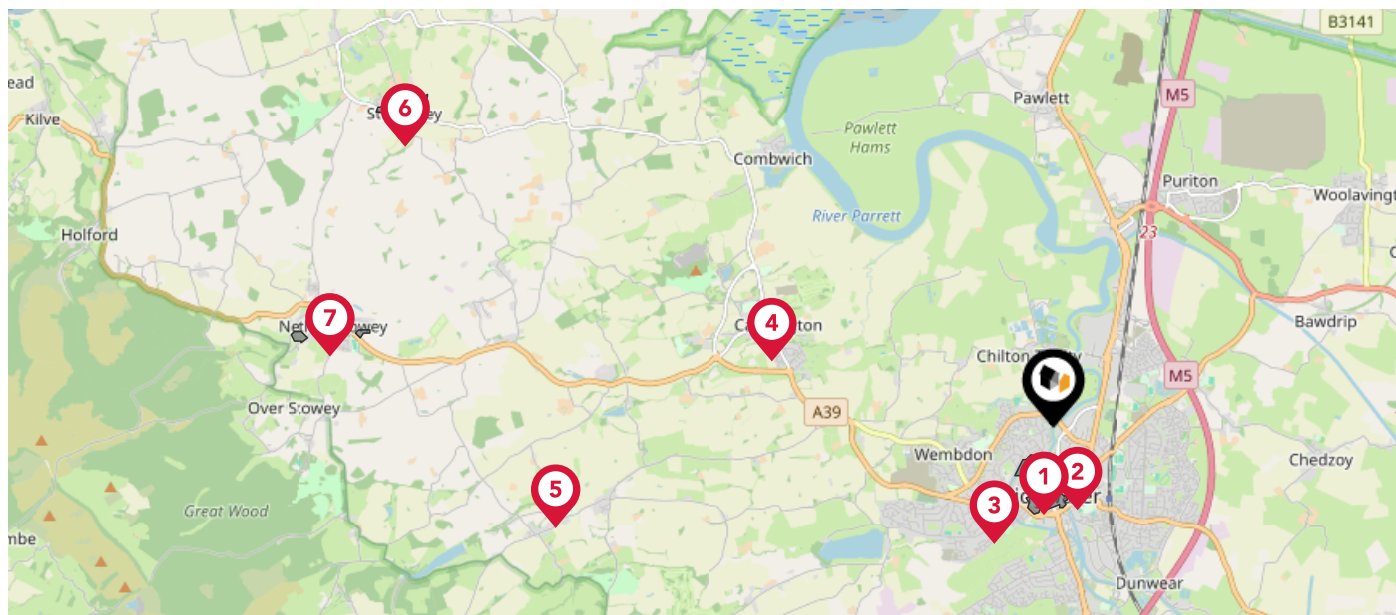 B3141
ead
M5
Kilve
6
Pawlett
Pawlett
Hams
Combwich
Puriton
Woolavingt
River Parrett
23
Holford
7
4
Bawdrip
Chilton
M5
Over Stowey
A39
Wembdon
Chedzoy
5
1
2
3
Great Wood
mbe
Dunwear